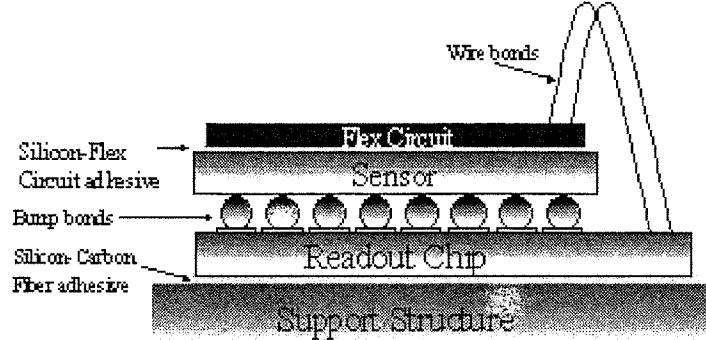 Wire bonds
Flex Circuit
Silicon-Flex
Circuit adhesive
Sensor
Bump bonds
Readout Chip
Silicon-Carbon
Fiber adhesive
Support Structure